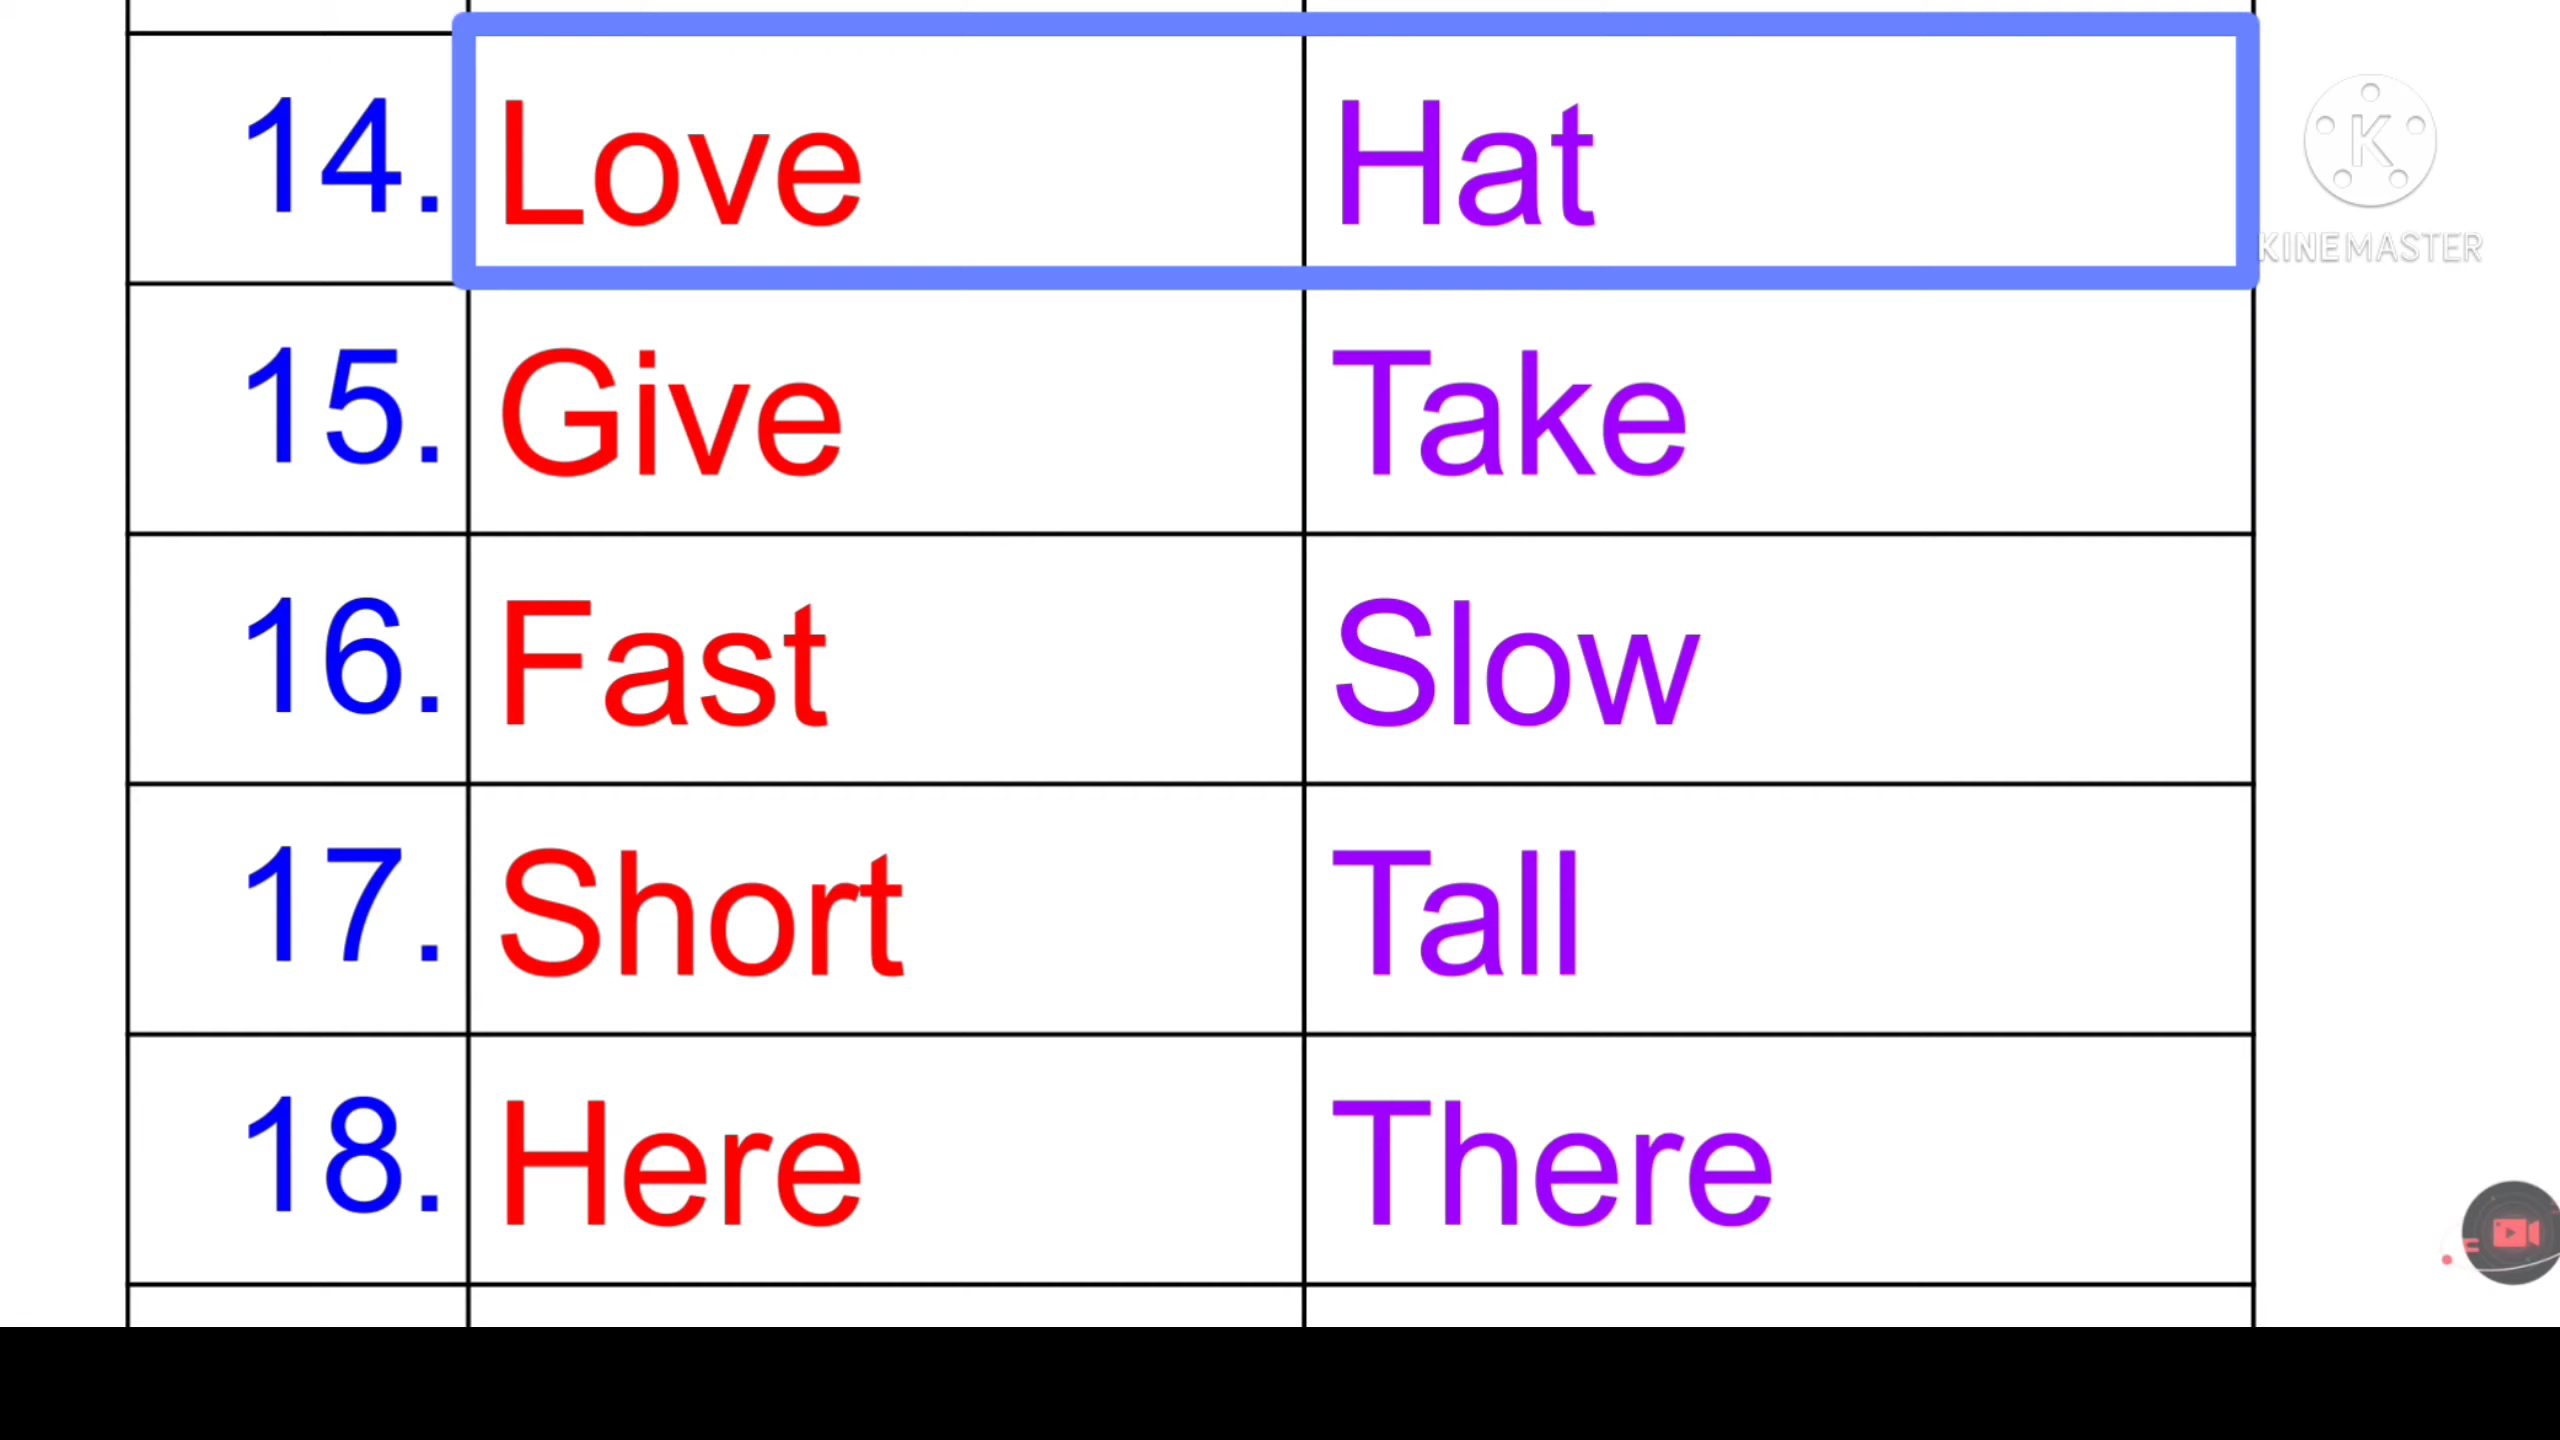 14. Love Hat
KINEMASTER
15. Give Take
16. Fast Slow
17. Short Tall
18. Here There